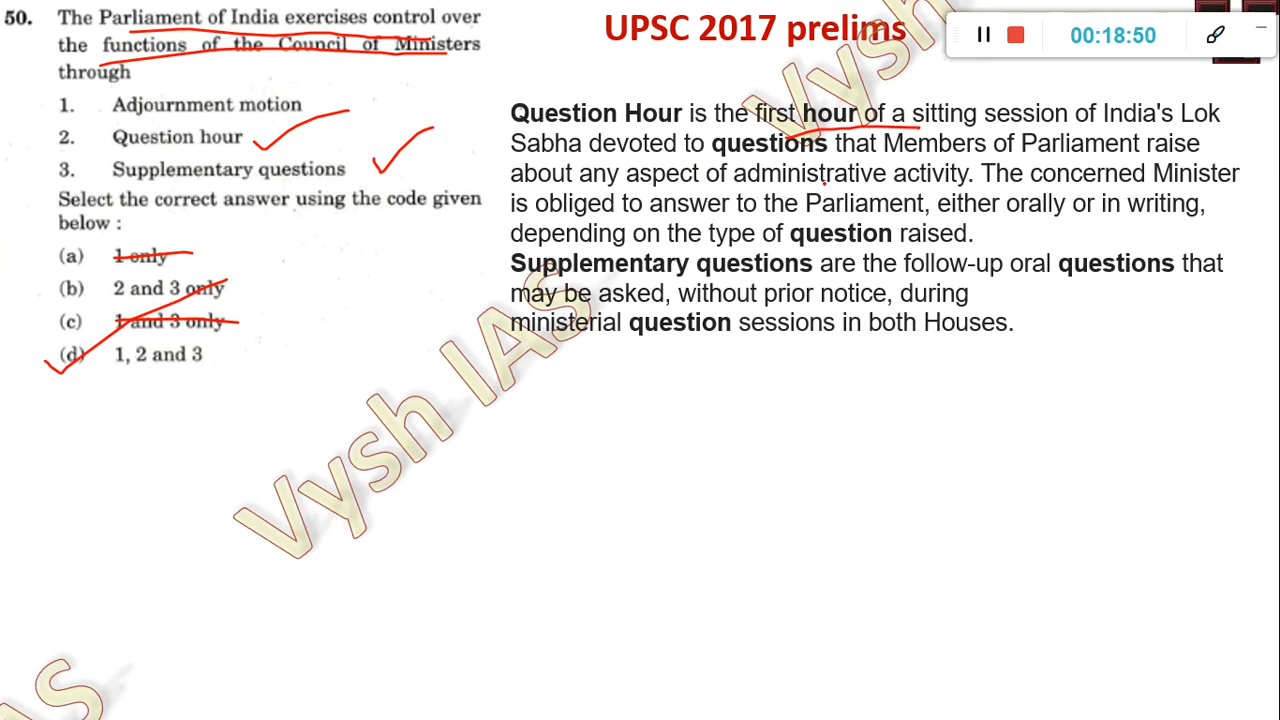 50. The Parliament of India exercises control over
the functions of the Council of Ministers
through
1. Adjournment motion
2. Question hour
3. Supplementary questions
Select the correct answer using the code given
below :
(a) 1 only
(b) 2 and 3 only
(c) 1 and 3 only
(d) 1, 2 and 3
UPSC 2017 prelims
00:18:50
Question Hour is the first hour of a sitting session of India's Lok
Sabha devoted to questions that Members of Parliament raise
about any aspect of administrative activity. The concerned Minister
is obliged to answer to the Parliament, either orally or in writing,
depending on the type of question raised.
Supplementary questions are the follow-up oral questions that
may be asked, without prior notice, during
ministerial question sessions in both Houses.
Vysh
Vysh IAS
AS